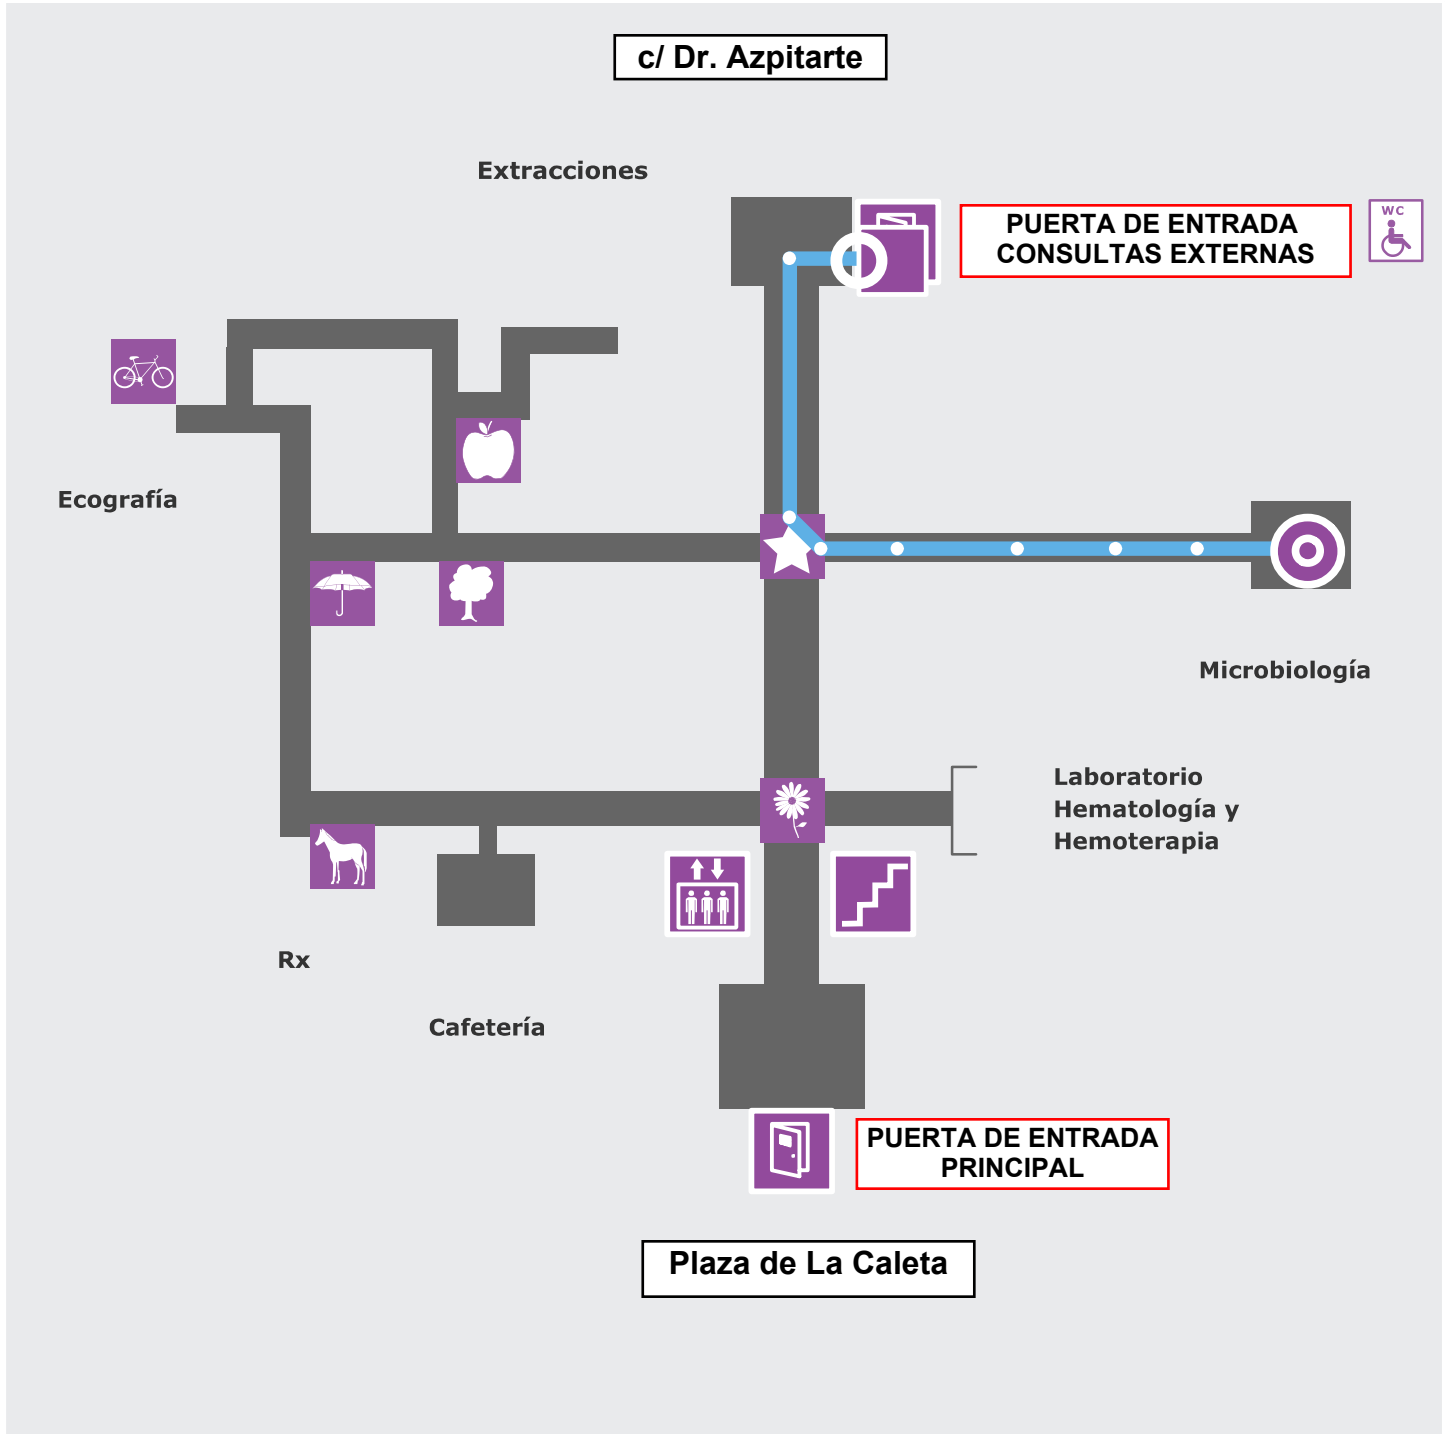 c/ Dr. Azpitarte
Extracciones
PUERTA DE ENTRADA
CONSULTAS EXTERNAS
WC
Ecografía
Microbiología
Laboratorio
Hematología y
Hemoterapia
Rx
Cafetería
PUERTA DE ENTRADA
PRINCIPAL
Plaza de La Caleta